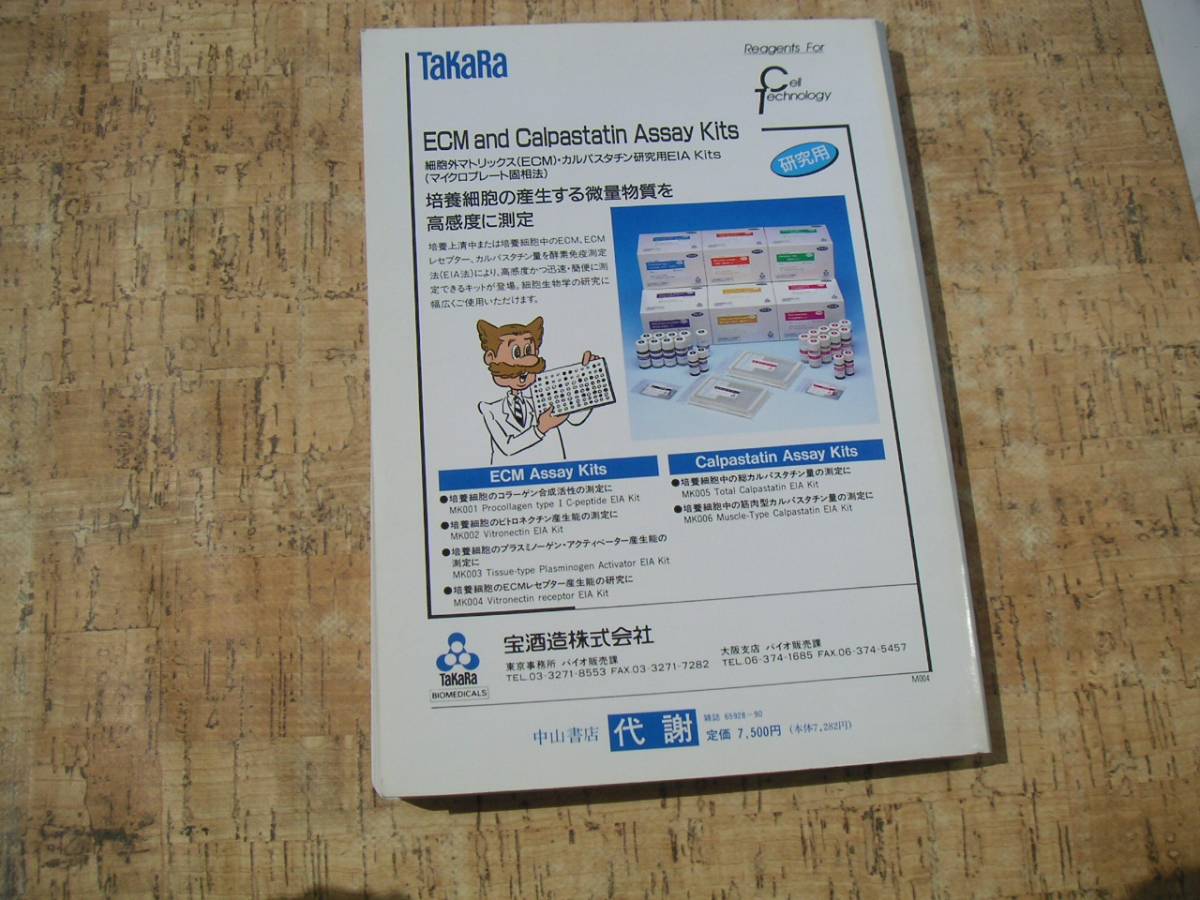 TaKaRa
Reagents For
Cell
Technology
ECM and Calpastatin Assay Kits
細胞外マトリックス(ECM)・カルパスタチン研究用EIA Kits
(マイクロプレート固相法)
研究用
培養細胞の産生する微量物質を
高感度に測定
培養上清中または培養細胞中のECM、ECM
レセプター、カルパスタチン量を酵素免疫測定
法(EIA法)により、高感度かつ迅速・簡便に測
定できるキットが登場。細胞生物学の研究に
幅広くご使用いただけます。
ECM Assay Kits
●培養細胞のコラーゲン合成活性の測定に
MK001 Procollagen type I C-peptide EIA Kit
●培養細胞のビトロネクチン産生能の測定に
MK002 Vitronectin EIA Kit
●培養細胞のプラスミノーゲン・アクティベーター産生能の
測定に
MK003 Tissue-type Plasminogen Activator EIA Kit
●培養細胞のECMレセプター産生能の研究に
MK004 Vitronectin receptor EIA Kit
Calpastatin Assay Kits
●培養細胞中の総カルパスタチン量の測定に
MK005 Total Calpastatin EIA Kit
●培養細胞中の筋肉型カルパスタチン量の測定に
MK006 Muscle-Type Calpastatin EIA Kit
TaKaRa
BIOMEDICALS
宝酒造株式会社
東京事務所 バイオ販売課
TEL.03-3271-8553 FAX.03-3271-7282
大阪支店 バイオ販売課
TEL.06-374-1685 FAX.06-374-5457
M004
中山書店 代謝
雑誌 65928-90
定価 7,500円 (本体7,282円)